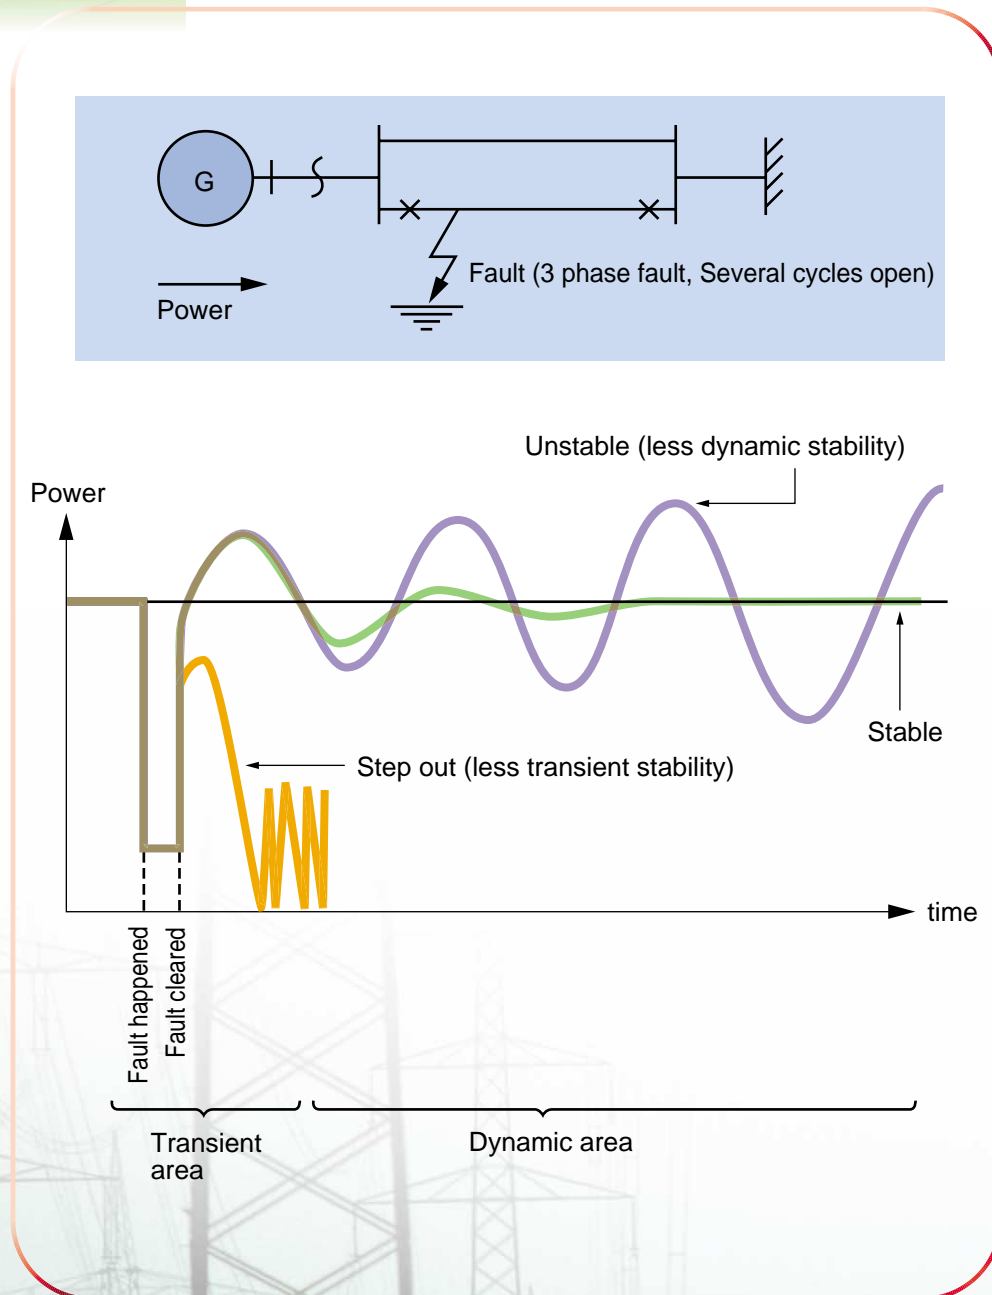 G
Fault (3 phase fault, Several cycles open)
Power
Unstable (less dynamic stability)
Power
Stable
Step out (less transient stability)
time
Fault happened
Fault cleared
Transient
area
Dynamic area